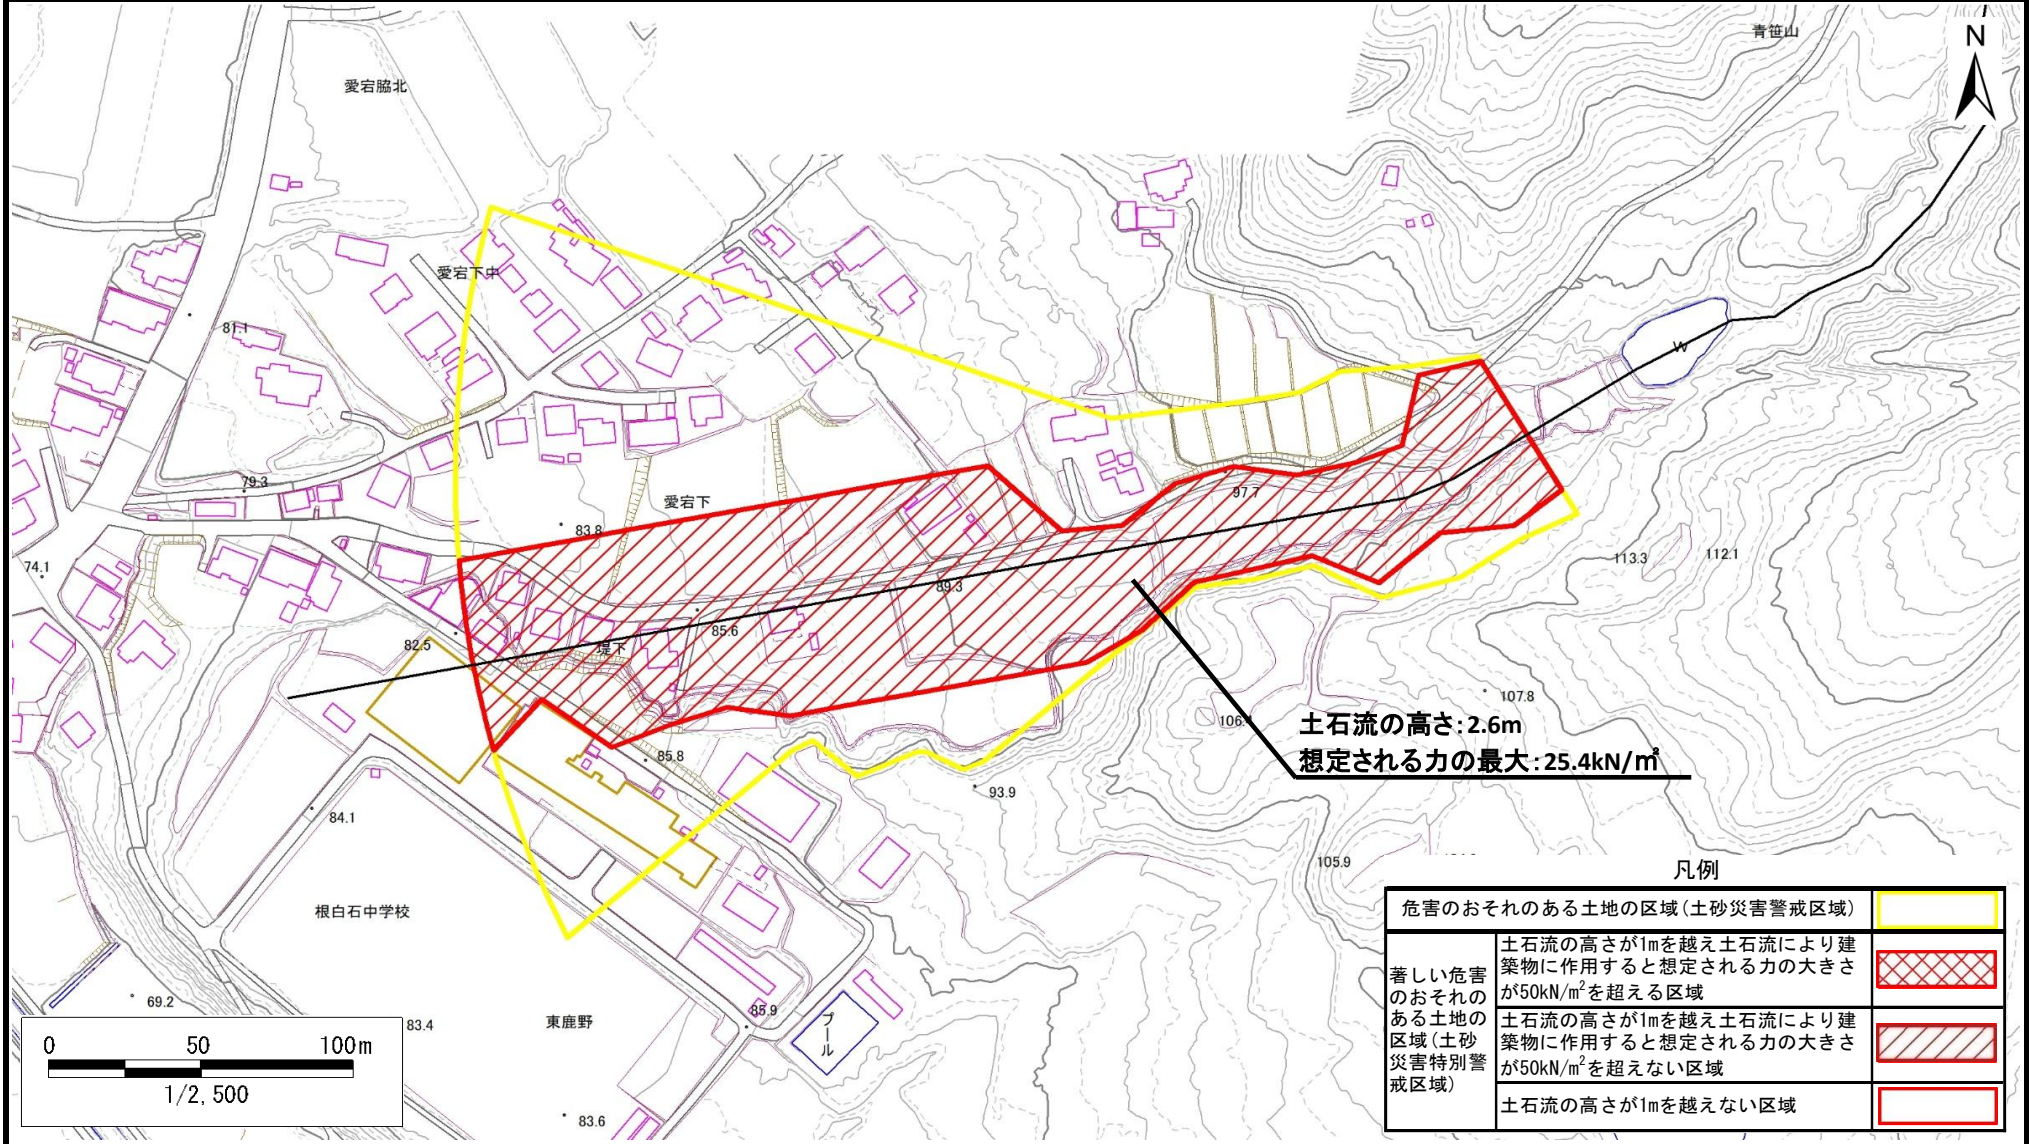 青笹山
N
愛宕脇北
愛宕下中
81.1
W
79.3
愛宕下
97.7
83.8
74.1
113.3
112.1
89.3
85.6
82.5
堤下
107.8
106.4
土石流の高さ:2.6m
想定される力の最大:25.4kN/㎡
85.8
93.9
84.1
105.9
根白石中学校
69.2
83.4
東鹿野
85.9
プール
83.6
0 50 100m
1/2,500
凡例
危害のおそれのある土地の区域(土砂災害警戒区域)
著しい危害
のおそれの
ある土地の
区域(土砂
災害特別警
戒区域)
土石流の高さが1mを越え土石流により建
築物に作用すると想定される力の大きさ
が50kN/m²を超える区域
土石流の高さが1mを越え土石流により建
築物に作用すると想定される力の大きさ
が50kN/m²を超えない区域
土石流の高さが1mを越えない区域